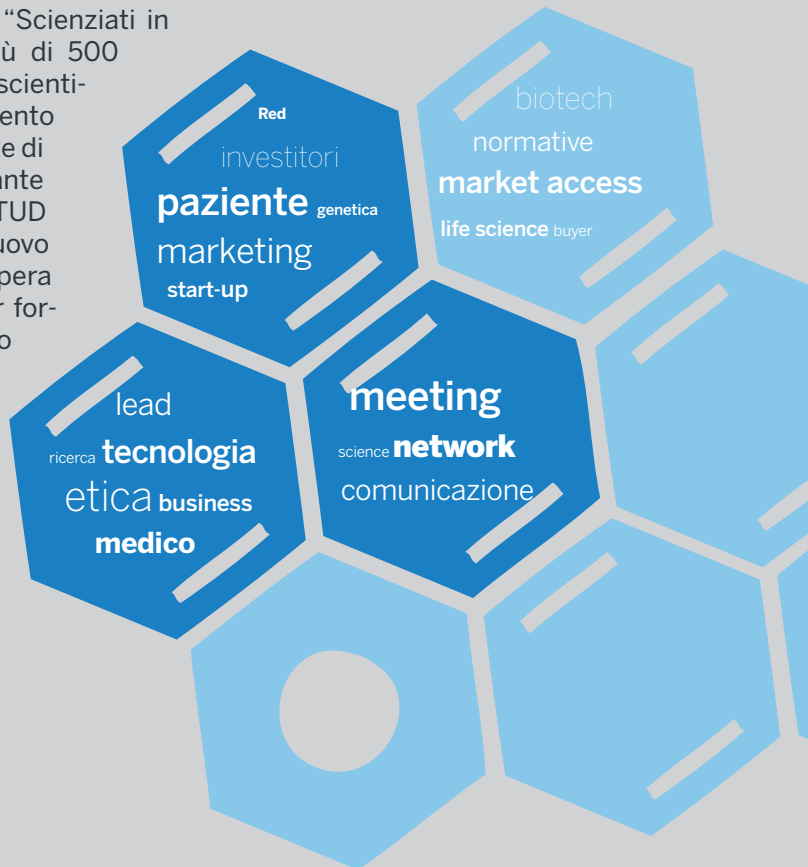 “Scienziati in
ù di 500
scienti-
ento
e di
ante
TUD
uovo
pera
r for-
o
Red
investitori
paziente genetica
marketing
start-up
biotech
normative
market access
life science buyer
lead
ricerca tecnologia
etica business
medico
meeting
science network
comunicazione